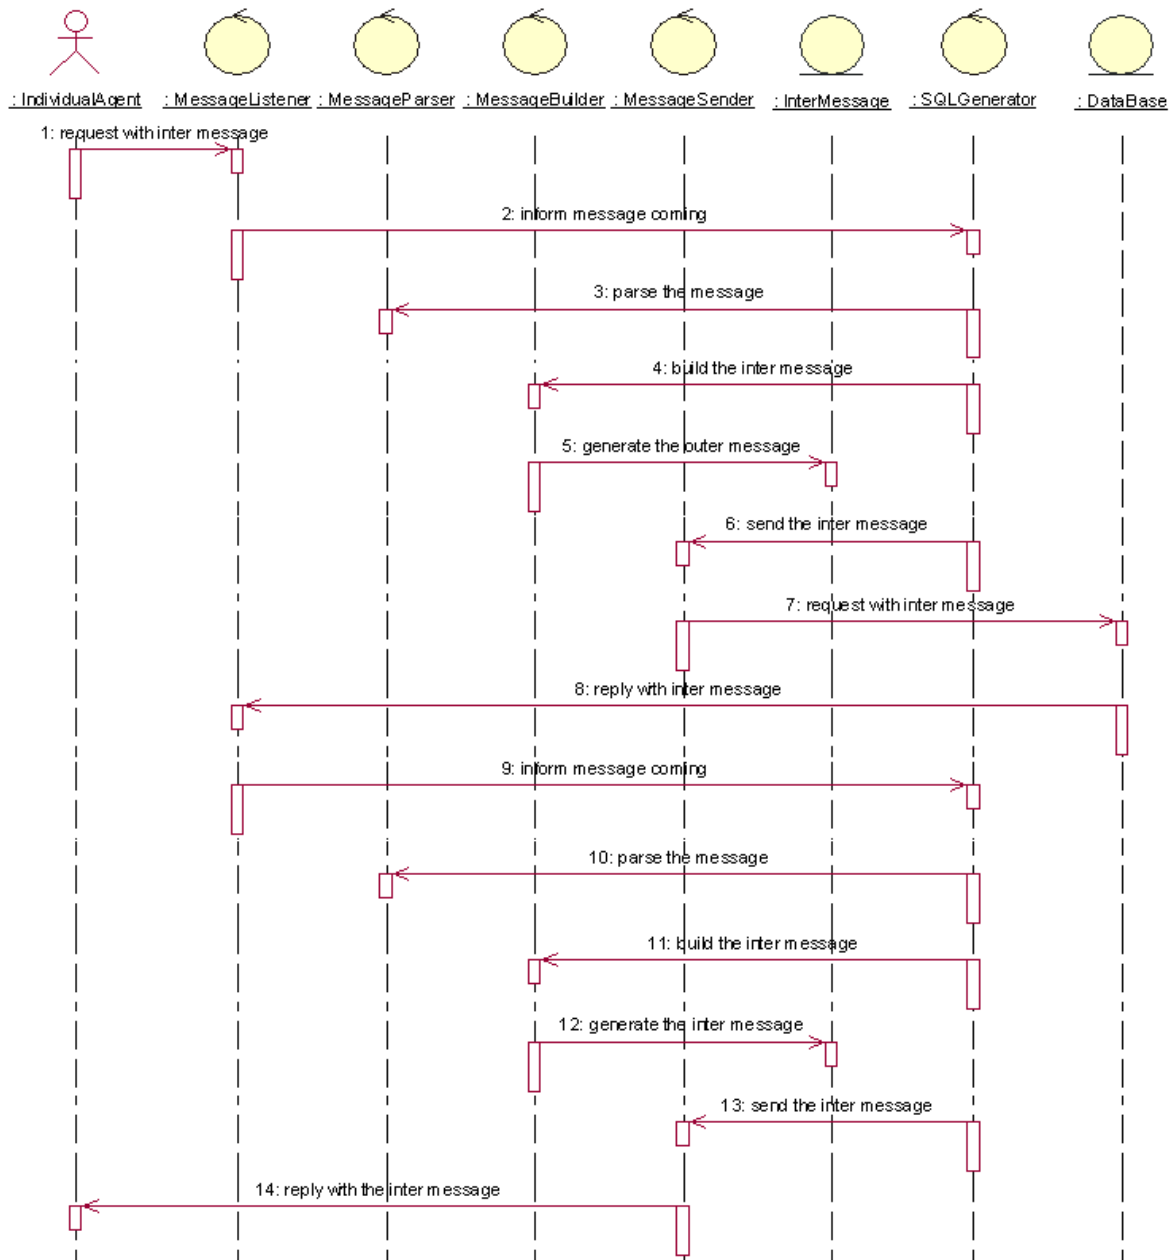 : IndividualAgent : MessageListener : MessageParser : MessageBuilder : MessageSender : InterMessage : SQLGenerator : DataBase
1: request with inter message
2: inform message coming
3: parse the message
4: build the inter message
5: generate the outer message
6: send the inter message
7: request with inter message
8: reply with inter message
9: inform message coming
10: parse the message
11: build the inter message
12: generate the inter message
13: send the inter message
14: reply with the inter message